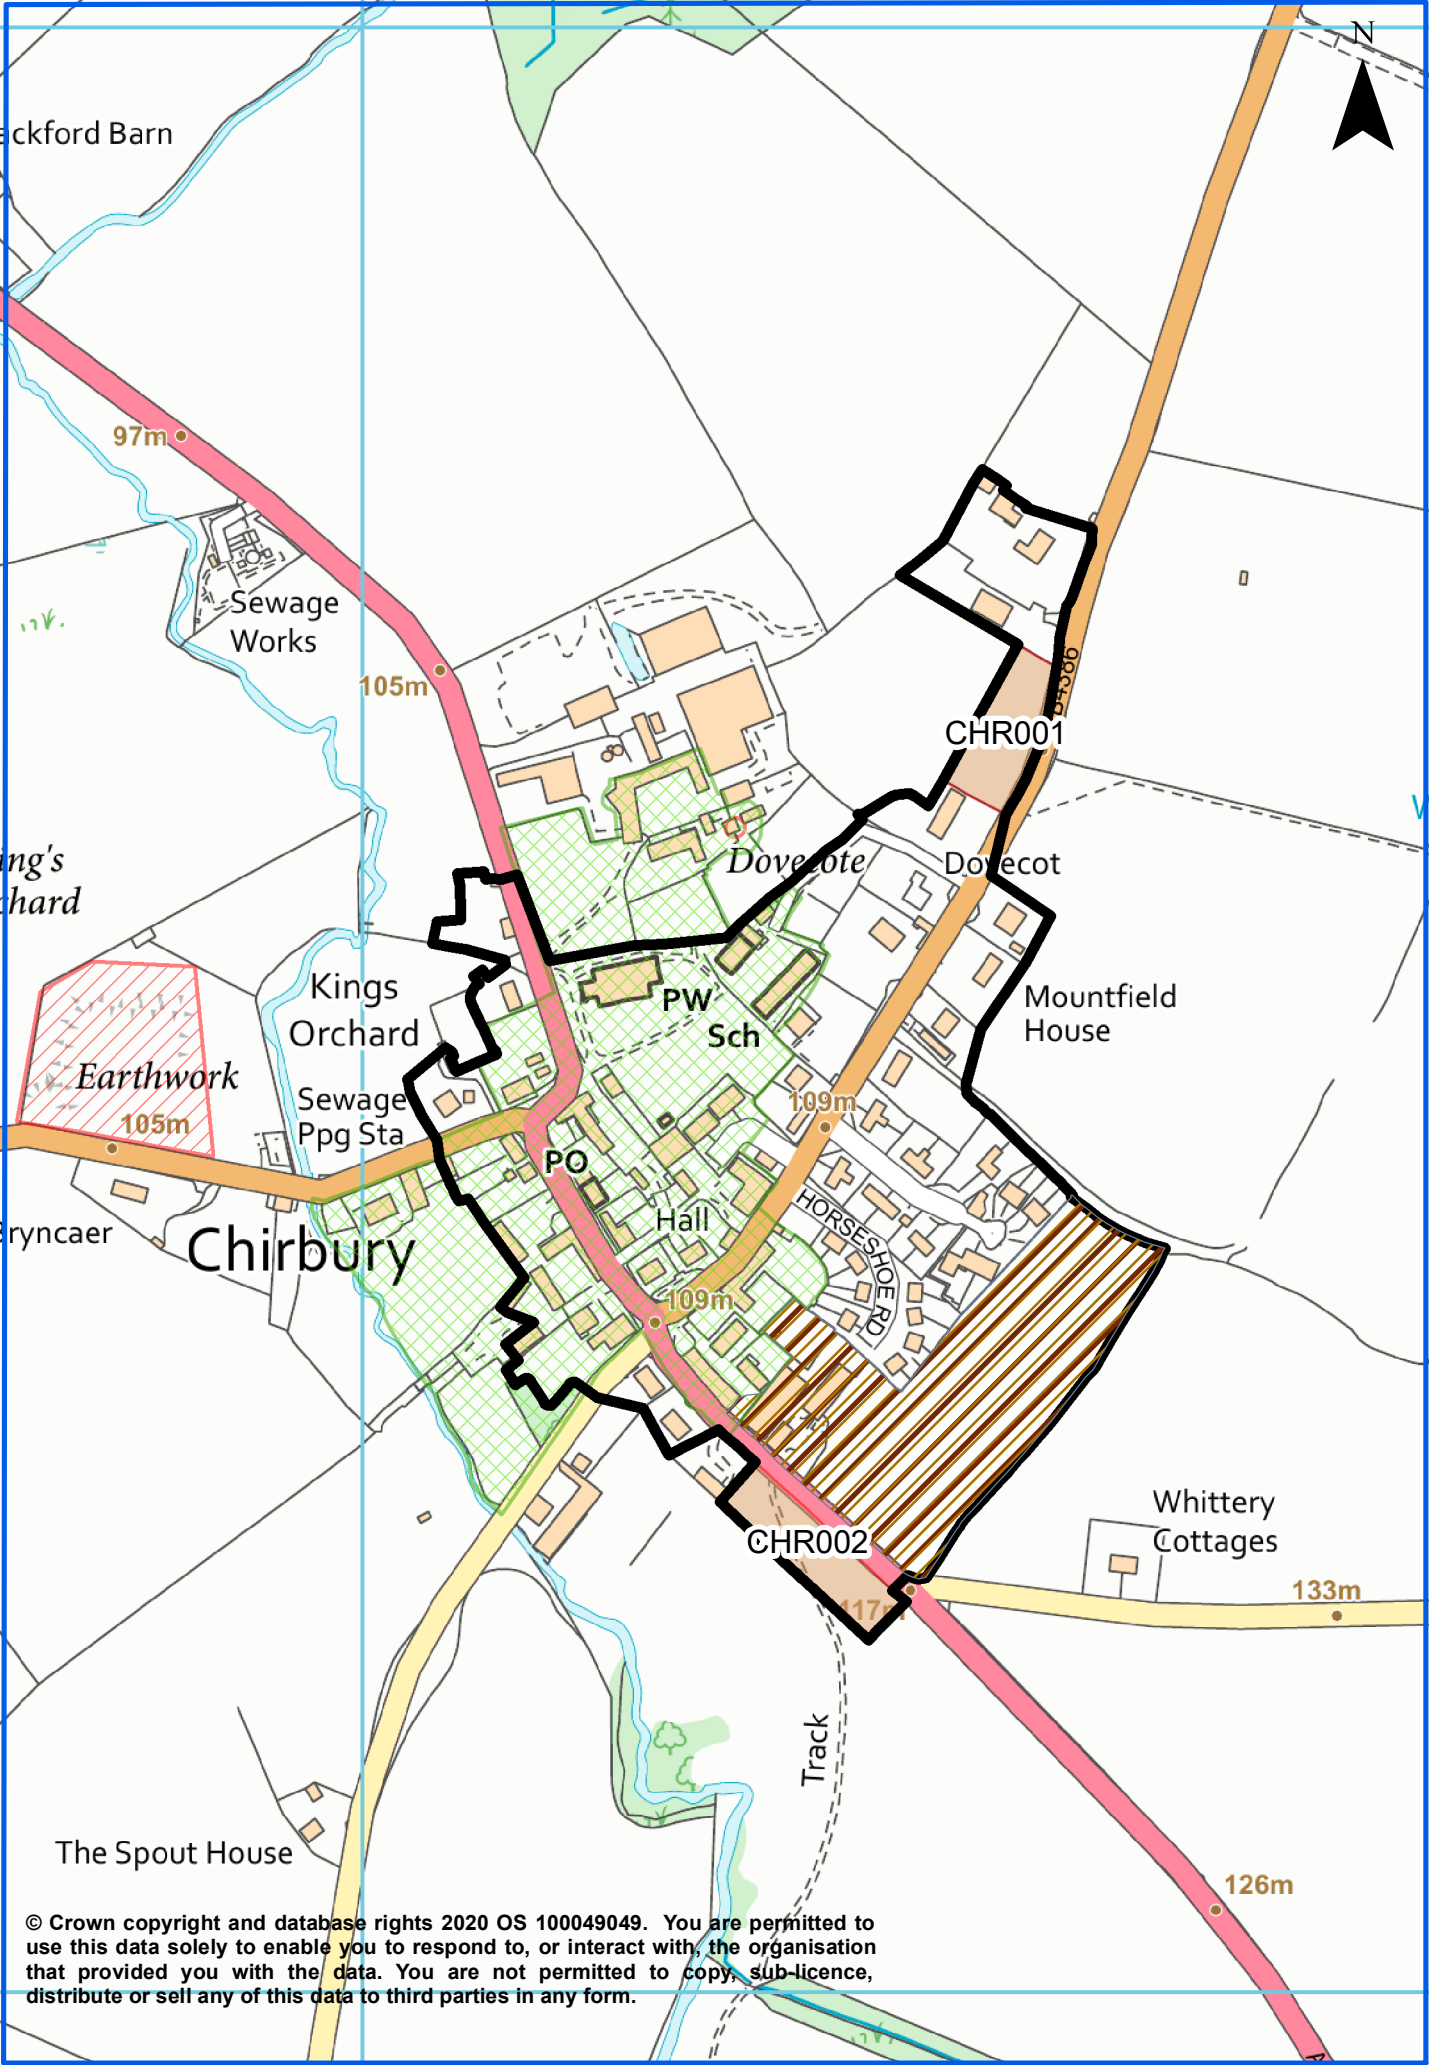 N
ackford Barn
97m
Sewage
Works
105m
B4386
CHR001
ing's
chard
Dovecote
Dovecot
Kings
Orchard
PW
Sch
Mountfield
House
Earthwork
105m
Sewage
Ppg Sta
109m
PO
Hall
HORSESHOE RD
ryncaer
Chirbury
109m
Whittery
Cottages
CHR002
133m
117m
Track
The Spout House
126m
© Crown copyright and database rights 2020 OS 100049049. You are permitted to
use this data solely to enable you to respond to, or interact with, the organisation
that provided you with the data. You are not permitted to copy, sub-licence,
distribute or sell any of this data to third parties in any form.